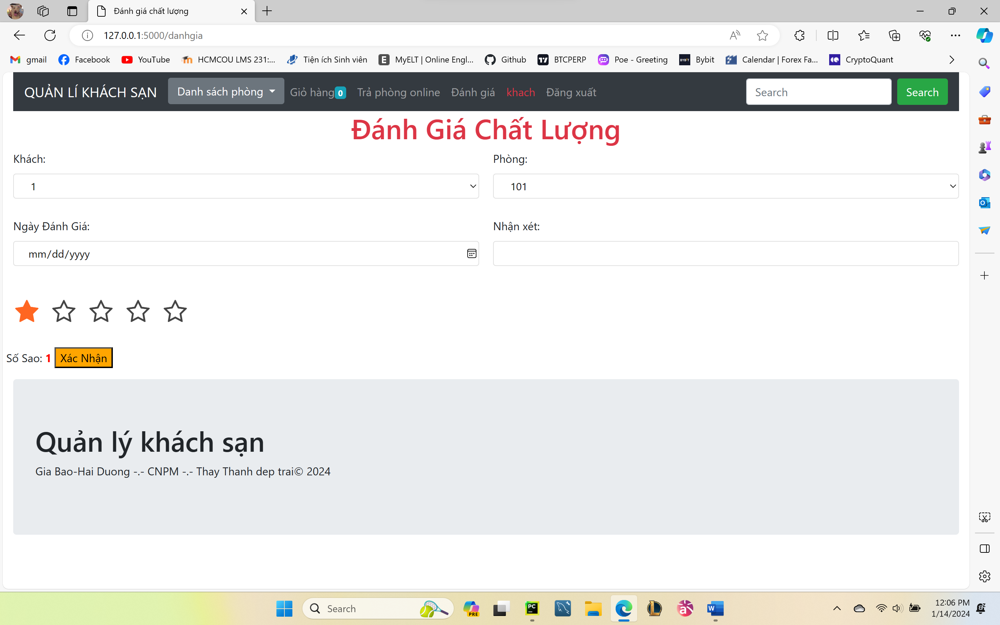 Đánh giá chất lượng
127.0.0.1:5000/danhgia
gmail Facebook YouTube HCMCOU LMS 231:... Tiện ích Sinh viên MyELT | Online Engl... Github BTCPERP Poe - Greeting Bybit Calendar | Forex Fa... CryptoQuant
QUẢN LÍ KHÁCH SẠN Danh sách phòng Giỏ hàng 0 Trả phòng online Đánh giá khach Đăng xuất Search Search
Đánh Giá Chất Lượng
Khách: Phòng:
1 101
Ngày Đánh Giá: Nhận xét:
mm/dd/yyyy
Số Sao: 1 Xác Nhận
Quản lý khách sạn
Gia Bao-Hai Duong -.- CNPM -.- Thay Thanh dep trai© 2024
Search PRE PC W 12:06 PM
1/14/2024